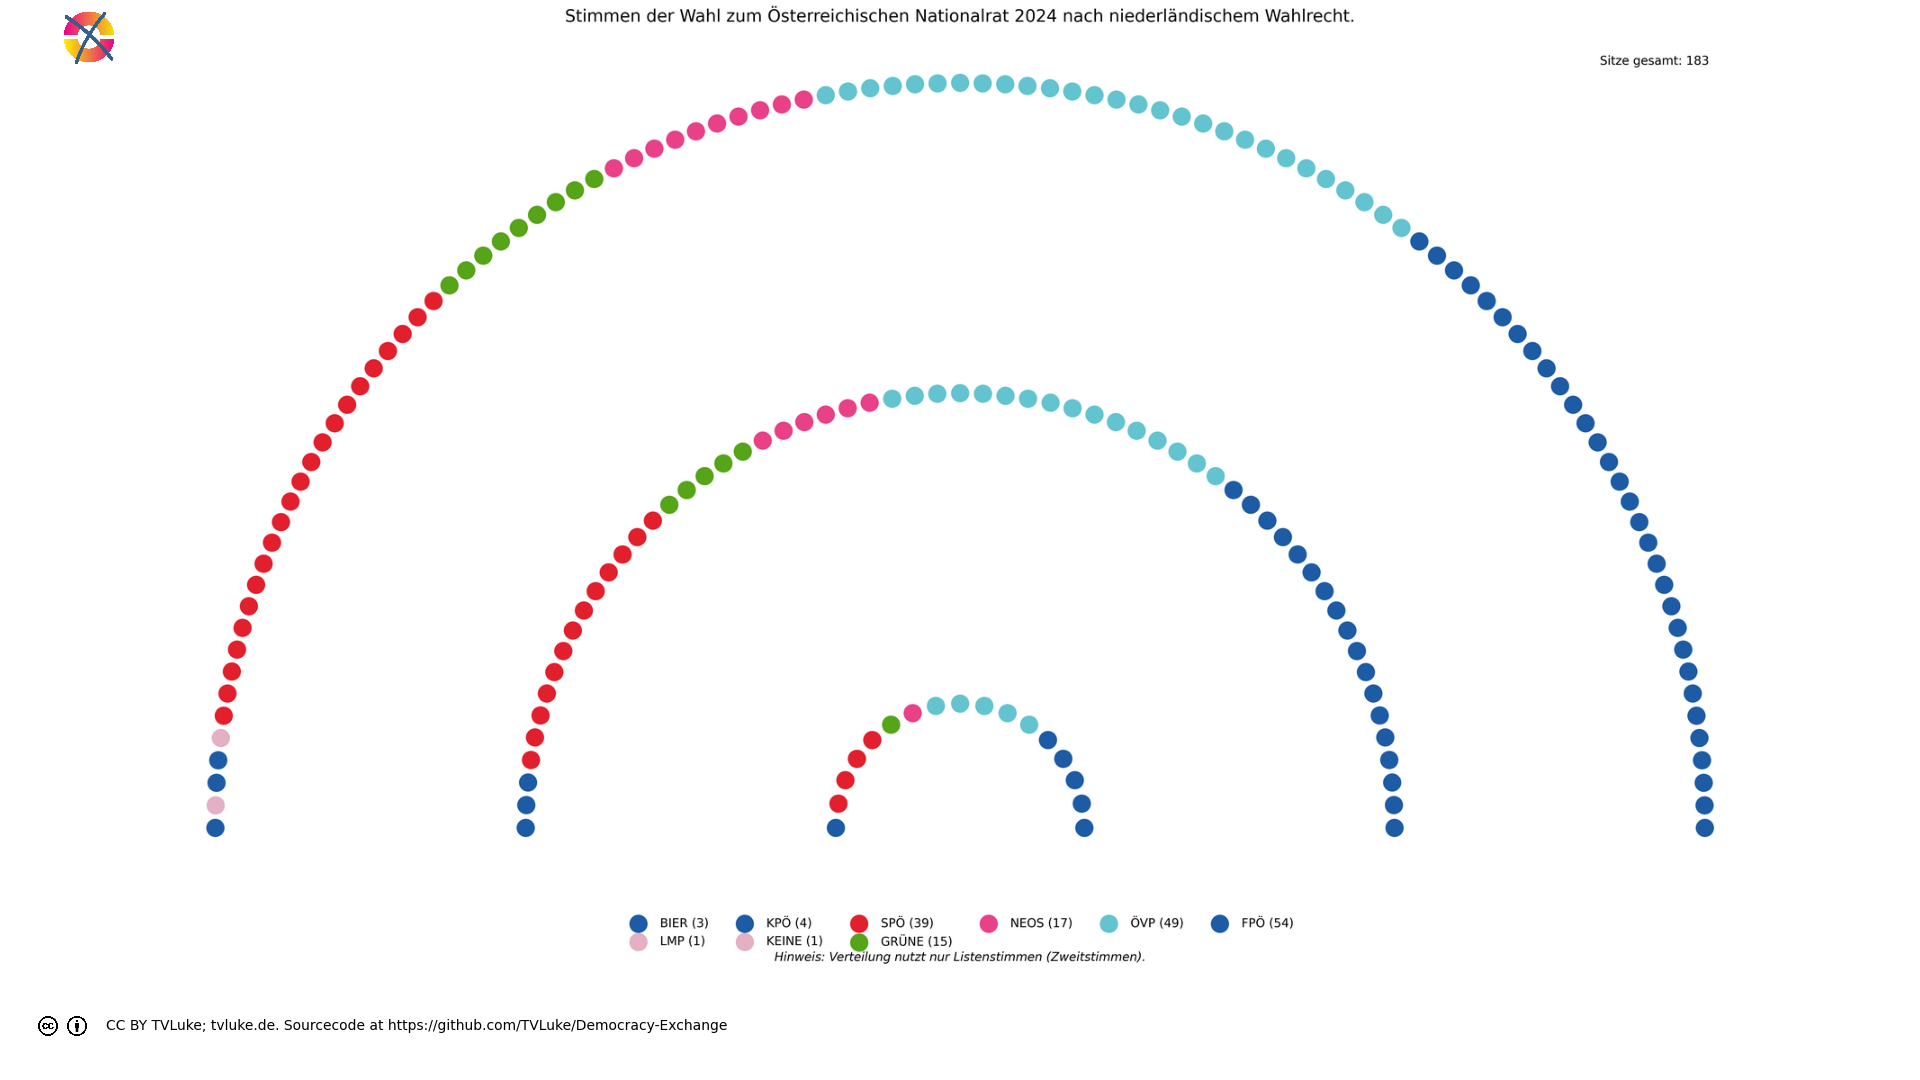 Stimmen der Wahl zum Österreichischen Nationalrat 2024 nach niederländischem Wahlrecht.
Sitze gesamt: 183
BIER (3) KPÖ (4) SPÖ (39) NEOS (17) ÖVP (49) FPÖ (54)
LMP (1) KEINE (1) GRÜNE (15)
Hinweis: Verteilung nutzt nur Listenstimmen (Zweitstimmen).
cc CC BY TVLuke; tvluke.de. Sourcecode at https://github.com/TVLuke/Democracy-Exchange